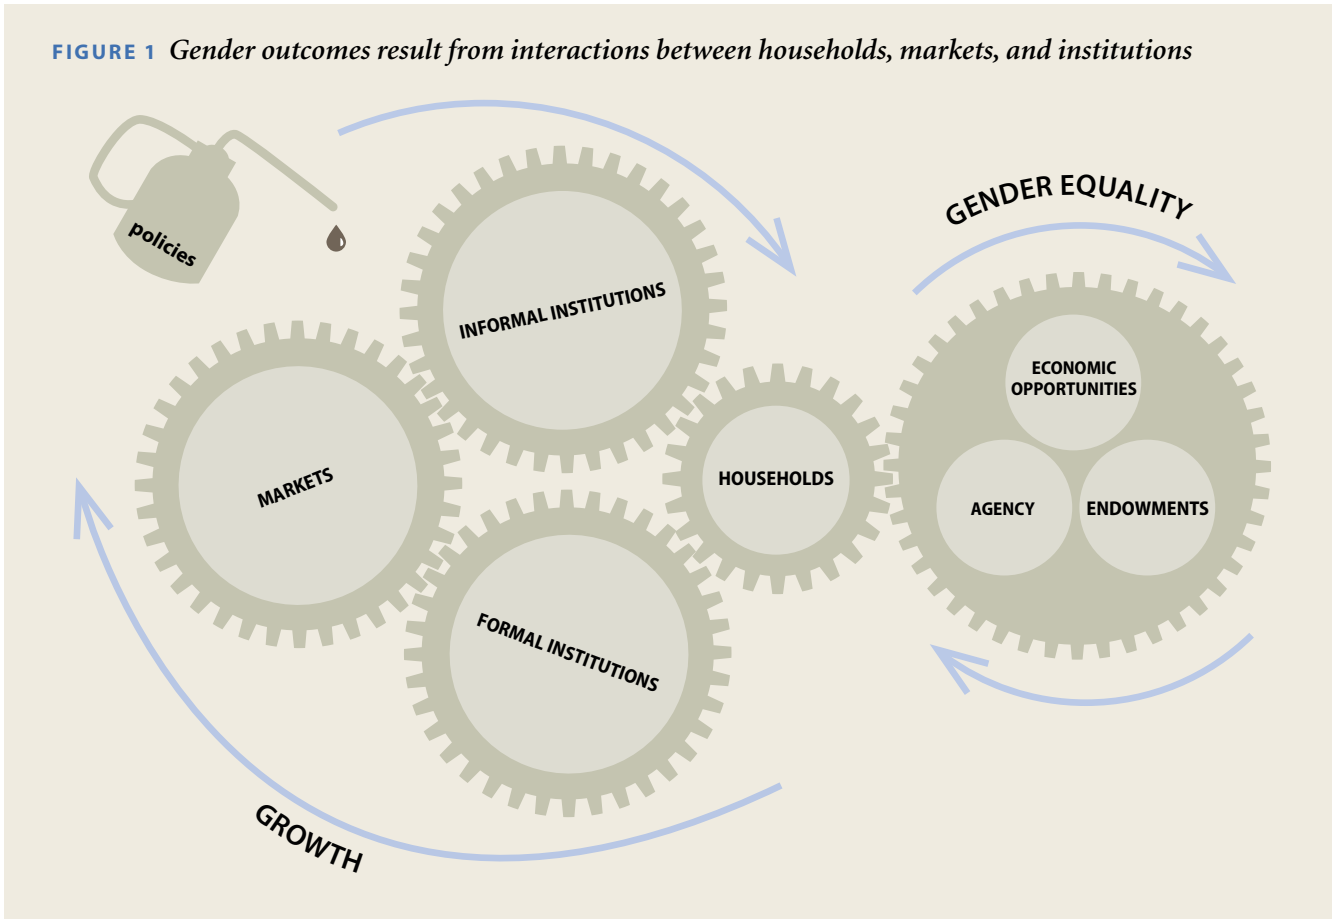 FIGURE 1 Gender outcomes result from interactions between households, markets, and institutions
policies
INFORMAL INSTITUTIONS
GENDER EQUALITY
ECONOMIC
OPPORTUNITIES
MARKETS
HOUSEHOLDS
AGENCY
ENDOWMENTS
FORMAL INSTITUTIONS
GROWTH